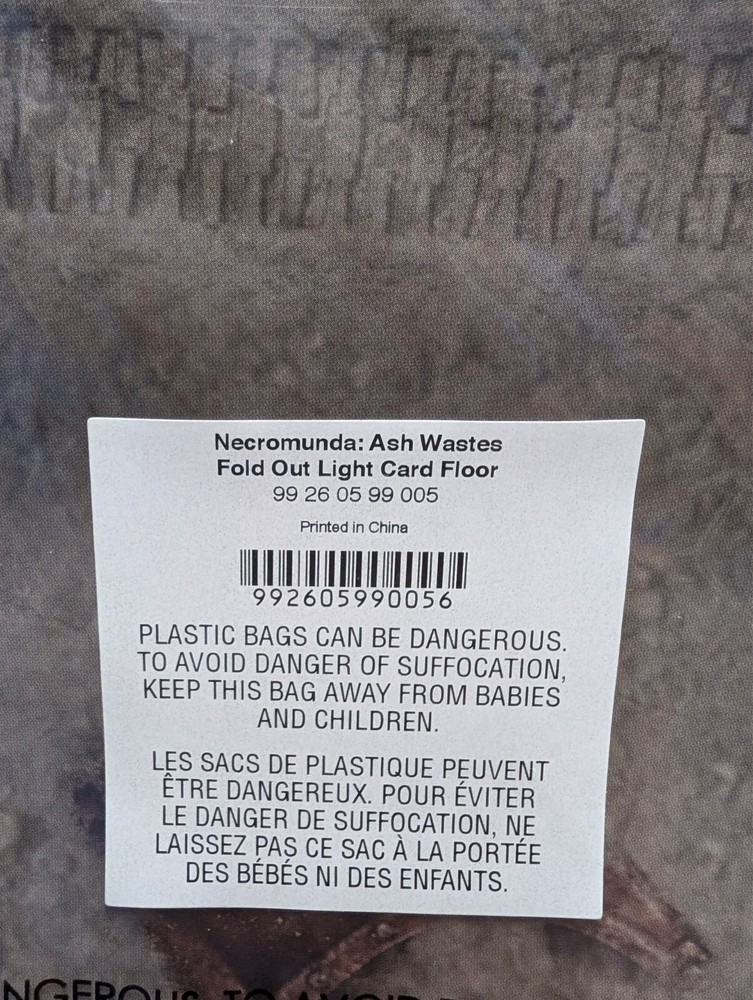 Necromunda: Ash Wastes
Fold Out Light Card Floor
99 26 05 99 005
Printed in China
992605990056
PLASTIC BAGS CAN BE DANGEROUS.
TO AVOID DANGER OF SUFFOCATION,
KEEP THIS BAG AWAY FROM BABIES
AND CHILDREN.
LES SACS DE PLASTIQUE PEUVENT
ÊTRE DANGEREUX. POUR ÉVITER
LE DANGER DE SUFFOCATION, NE
LAISSEZ PAS CE SAC À LA PORTÉE
DES BÉBÉS NI DES ENFANTS.
NGEROUS. TO AVOID